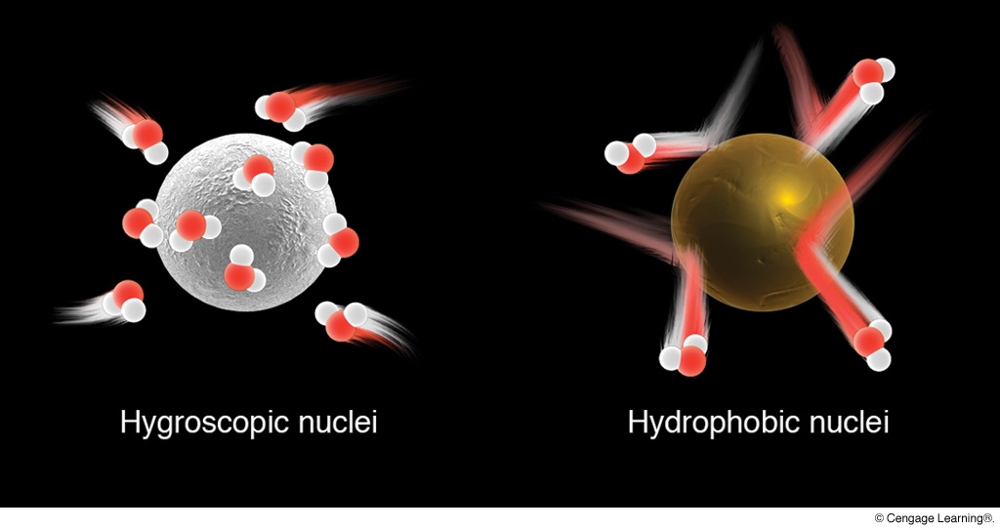 Hygroscopic nuclei
Hydrophobic nuclei
© Cengage Learning®.